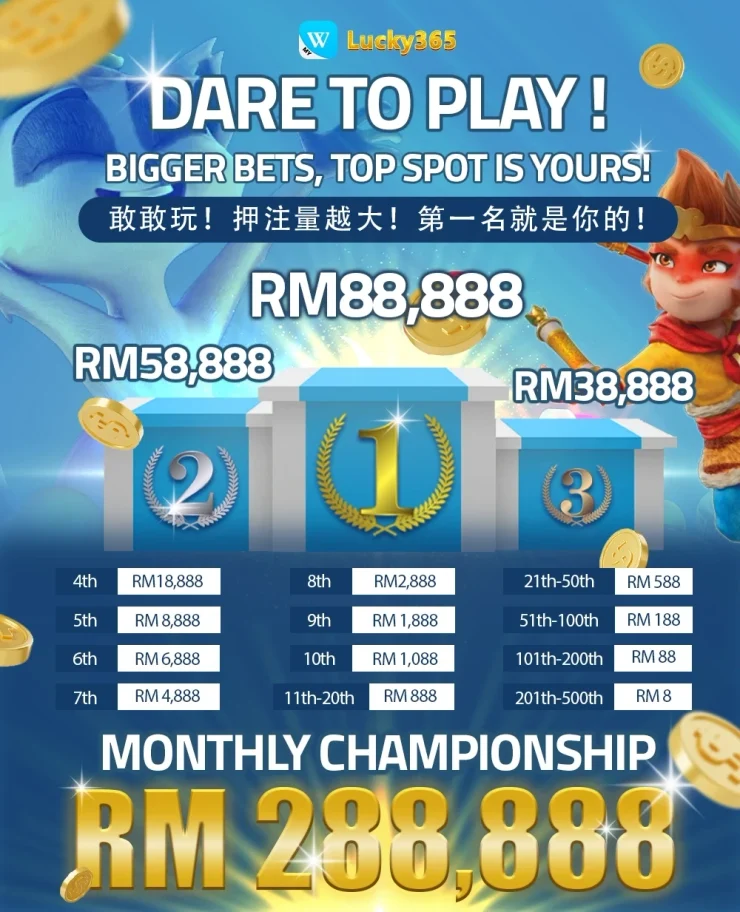 W
MY
Lucky365
DARE TO PLAY !
BIGGER BETS, TOP SPOT IS YOURS!
敢敢玩！押注量越大！第一名就是你的！
RM88,888
RM58,888
RM38,888
2
1
3
4th RM18,888
5th RM 8,888
6th RM 6,888
7th RM 4,888
8th RM2,888
9th RM 1,888
10th RM 1,088
11th-20th RM 888
21th-50th RM 588
51th-100th RM 188
101th-200th RM 88
201th-500th RM 8
MONTHLY CHAMPIONSHIP
RM 288,888